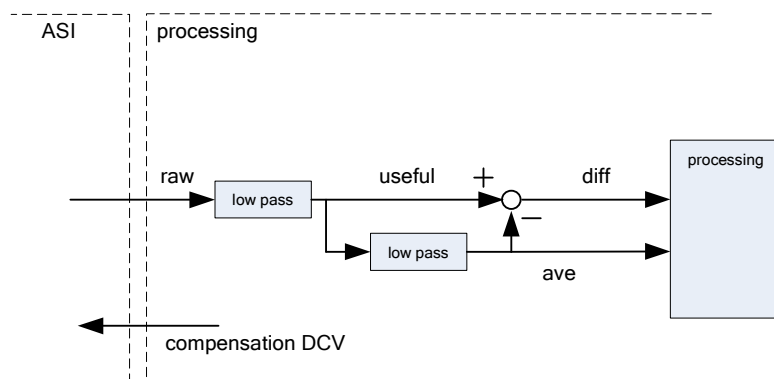 ASI
processing
processing
raw
useful
+
diff
low pass
−
low pass
ave
compensation DCV